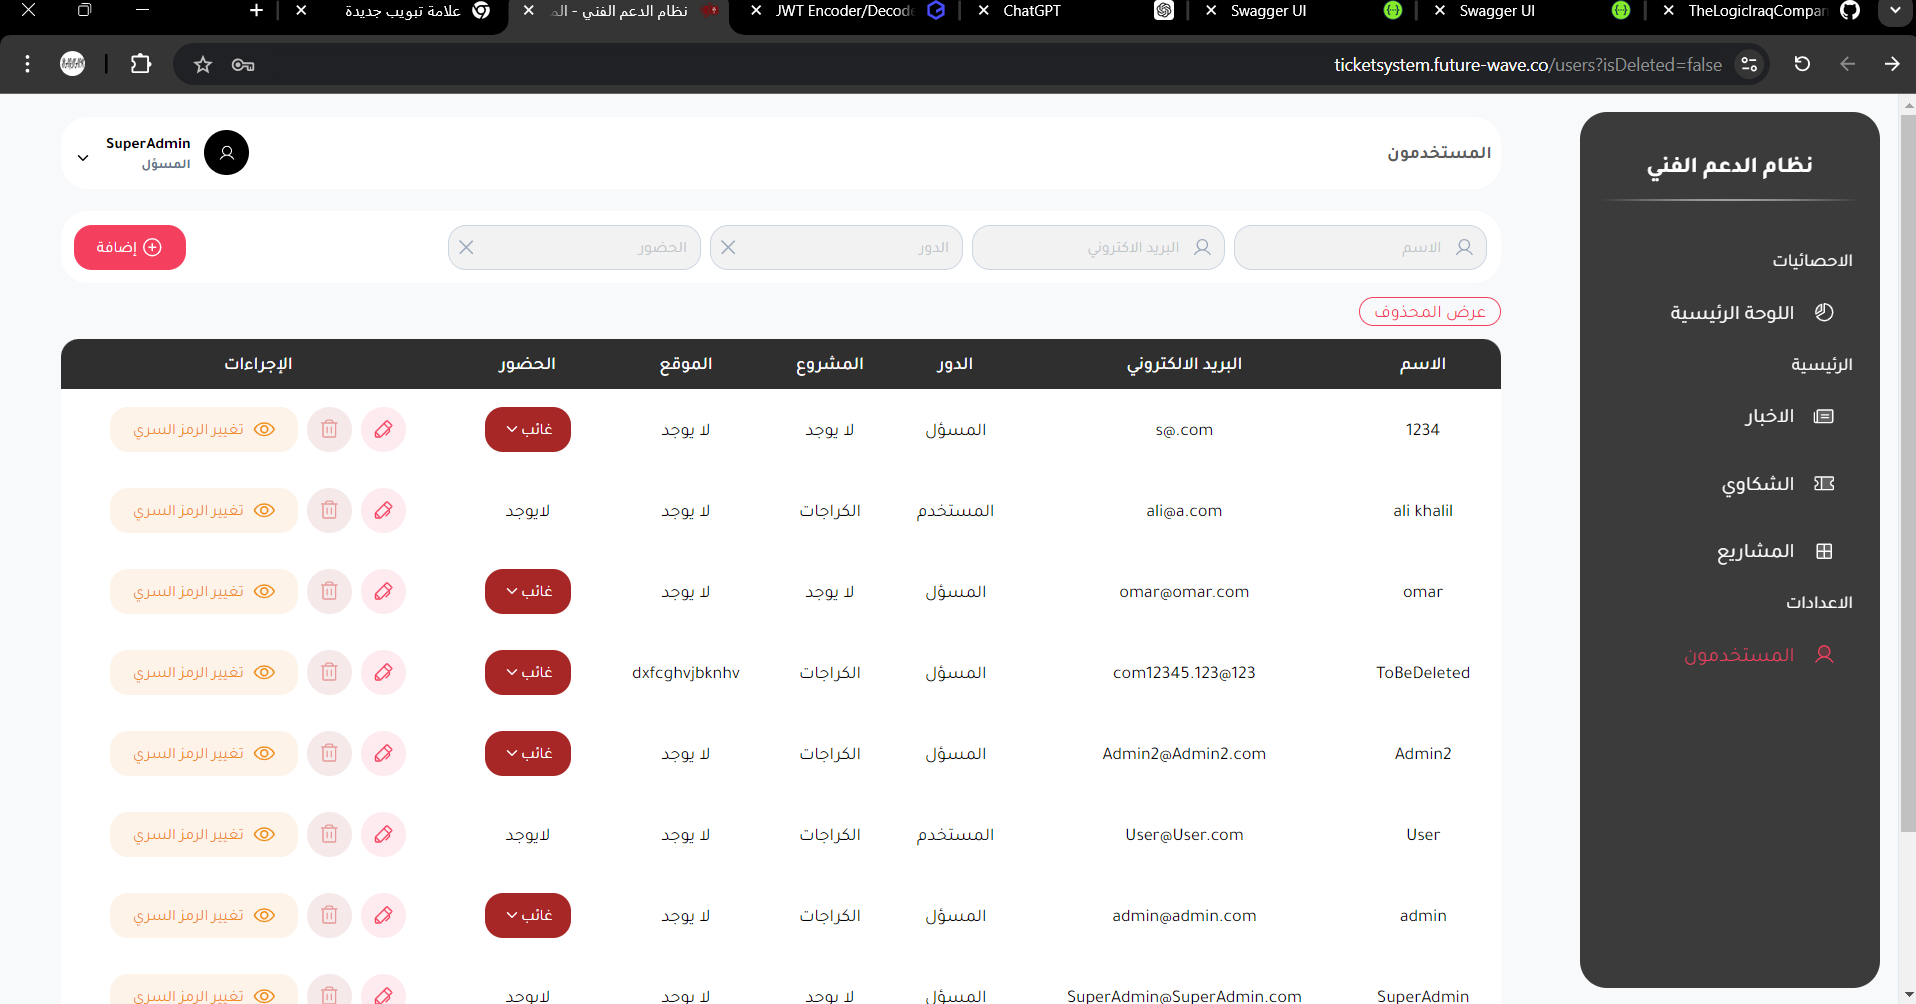 علامة تبويب جديدة
نظام الدعم الفني - الم
JWT Encoder/Decode
ChatGPT
Swagger UI
Swagger UI
TheLogicIraqCompan
ticketsystem.future-wave.co/users?isDeleted=false
نظام الدعم الفني
الاحصائيات
اللوحة الرئيسية
الرئيسية
الاخبار
الشكاوي
المشاريع
الاعدادات
المستخدمون
المستخدمون
SuperAdmin
المسؤل
الاسم
البريد الاكتروني
الدور
الحضور
إضافة
عرض المحذوف
الاسم البريد الالكتروني الدور المشروع الموقع الحضور الإجراءات
1234 s@.com المسؤل لا يوجد لا يوجد غائب تغيير الرمز السري
ali khalil ali@a.com المستخدم الكراجات لا يوجد لايوجد تغيير الرمز السري
omar omar@omar.com المسؤل لا يوجد لا يوجد غائب تغيير الرمز السري
ToBeDeleted com12345.123@123 المسؤل الكراجات dxfcghvjbknhv غائب تغيير الرمز السري
Admin2 Admin2@Admin2.com المسؤل الكراجات لا يوجد غائب تغيير الرمز السري
User User@User.com المستخدم الكراجات لا يوجد لايوجد تغيير الرمز السري
admin admin@admin.com المسؤل الكراجات لا يوجد غائب تغيير الرمز السري
SuperAdmin SuperAdmin@SuperAdmin.com المسؤل لا يوجد لا يوجد لايوجد تغيير الرمز السري